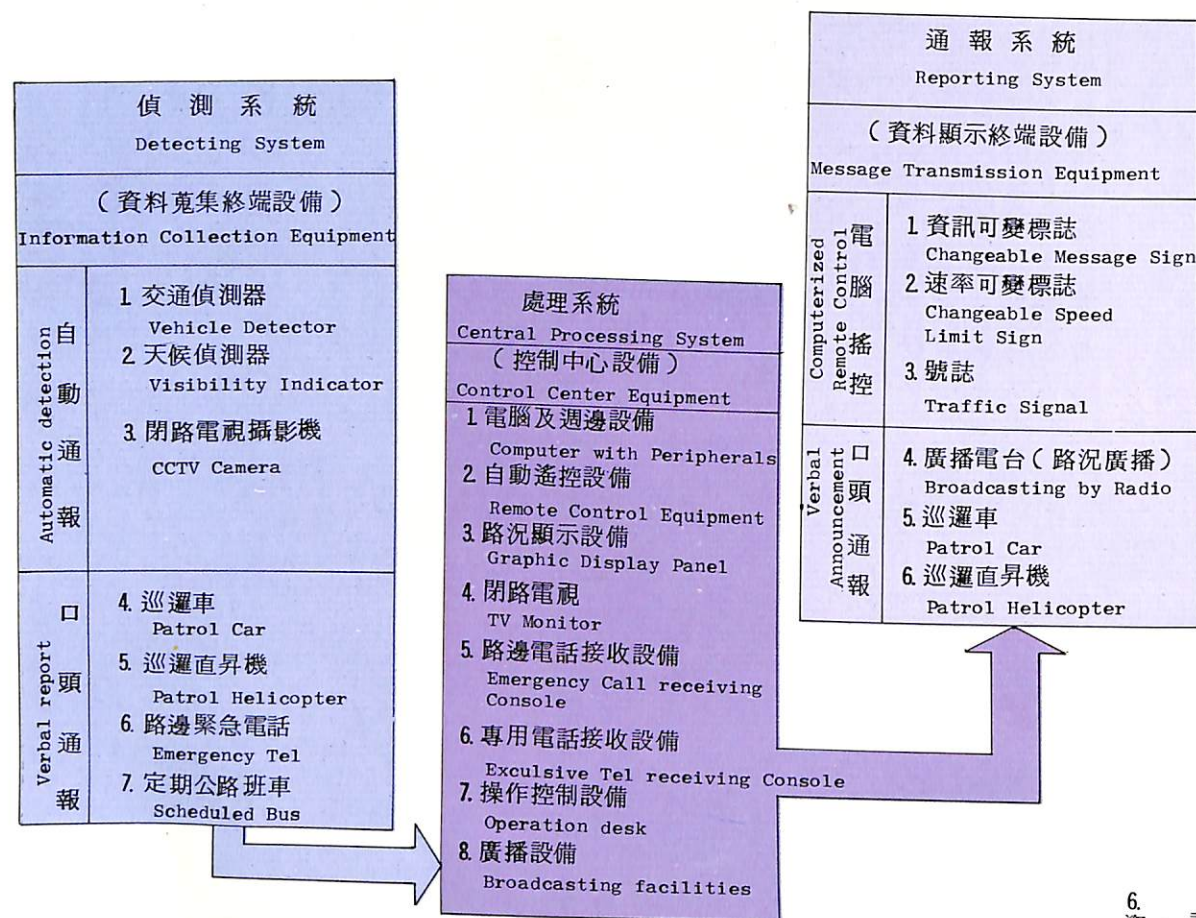 偵測系統
Detecting System
(資料蒐集終端設備)
Information Collection Equipment
自動通報
Automatic detection
1. 交通偵測器
Vehicle Detector
2. 天候偵測器
Visibility Indicator
3. 閉路電視攝影機
CCTV Camera
口頭通報
Verbal report
4. 巡邏車
Patrol Car
5. 巡邏直昇機
Patrol Helicopter
6. 路邊緊急電話
Emergency Tel
7. 定期公路班車
Scheduled Bus
處理系統
Central Processing System
(控制中心設備)
Control Center Equipment
1. 電腦及週邊設備
Computer with Peripherals
2. 自動遙控設備
Remote Control Equipment
3. 路況顯示設備
Graphic Display Panel
4. 閉路電視
TV Monitor
5. 路邊電話接收設備
Emergency Call receiving
Console
6. 專用電話接收設備
Exculsive Tel receiving Console
7. 操作控制設備
Operation desk
8. 廣播設備
Broadcasting facilities
通報系統
Reporting System
(資料顯示終端設備)
Message Transmission Equipment
電腦搖控
Computerized
Remote Control
1. 資訊可變標誌
Changeable Message Sign
2. 速率可變標誌
Changeable Speed
Limit Sign
3. 號誌
Traffic Signal
口頭通報
Verbal
Announcement
4. 廣播電台(路況廣播)
Broadcasting by Radio
5. 巡邏車
Patrol Car
6. 巡邏直昇機
Patrol Helicopter
6.